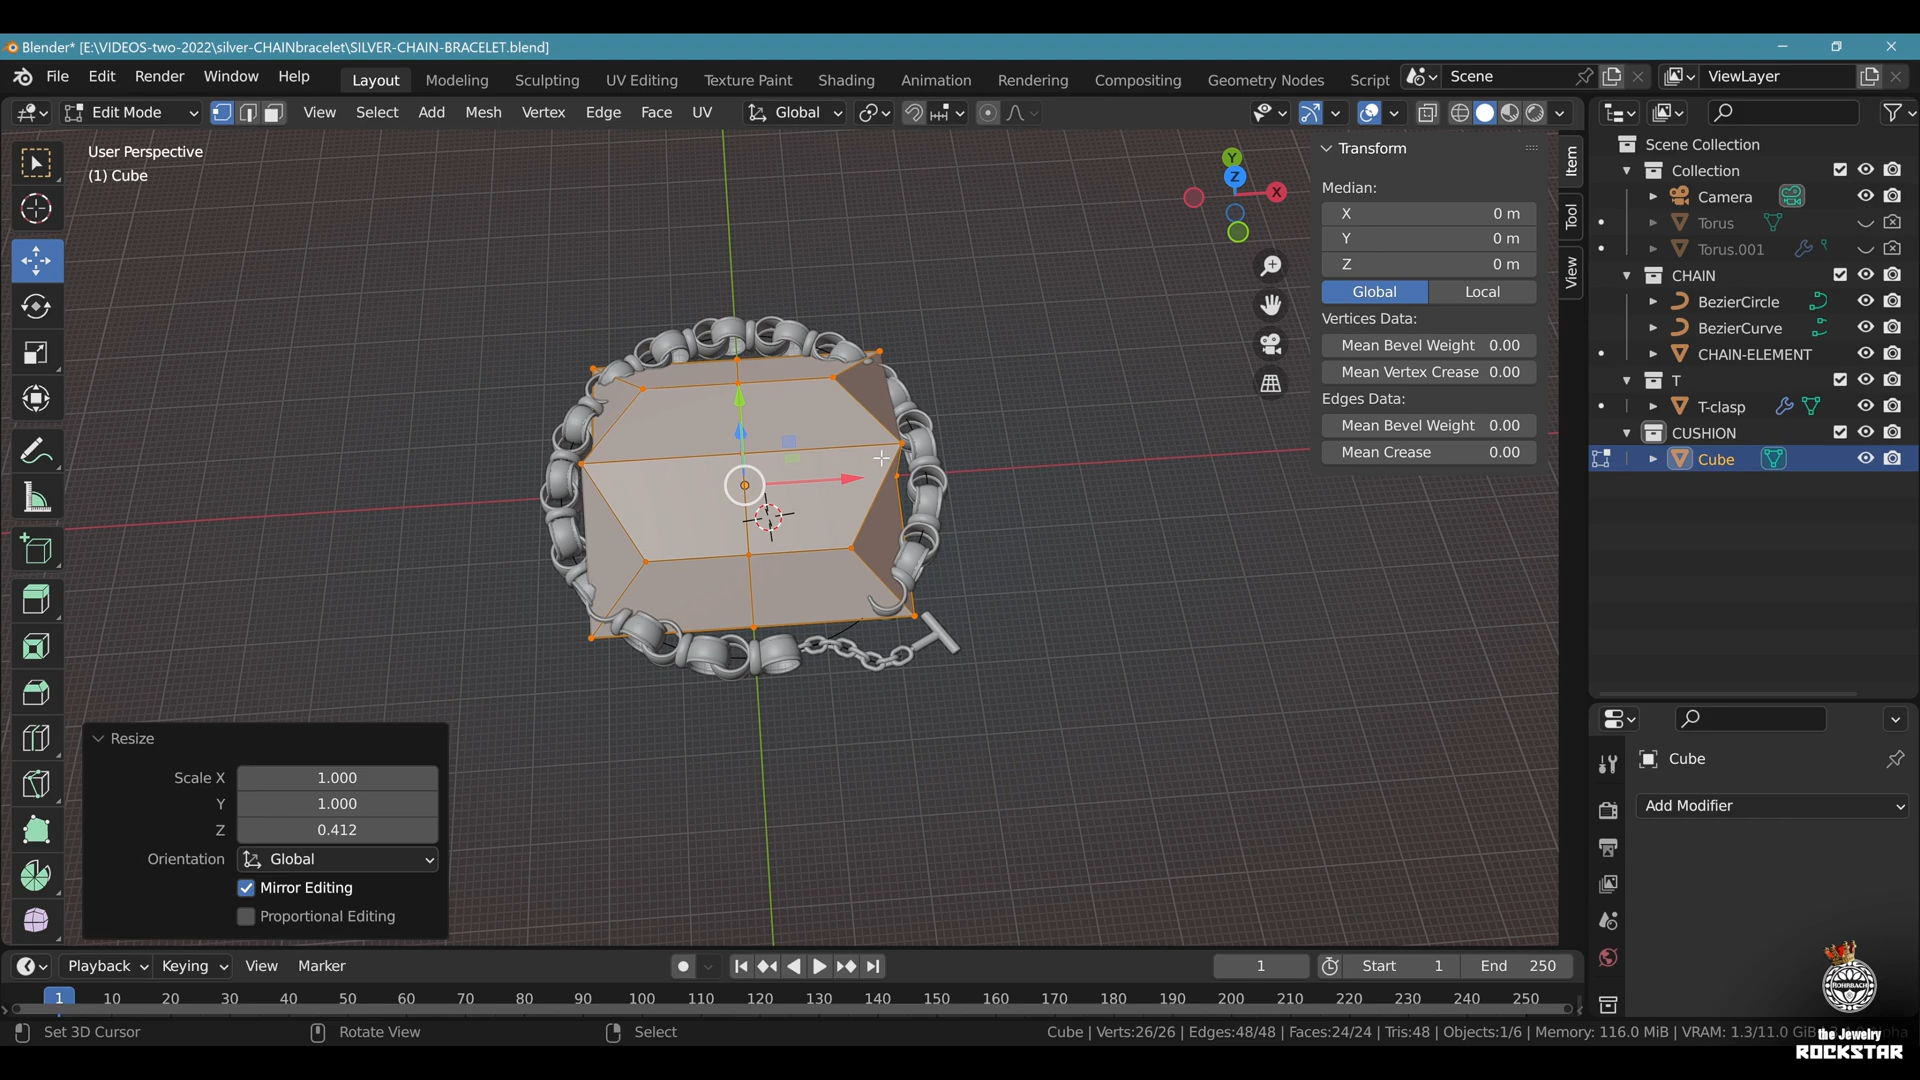 Blender* [E:\VIDEOS-two-2022\silver-CHAINbracelet\SILVER-CHAIN-BRACELET.blend]
File Edit Render Window Help Layout Modeling Sculpting UV Editing Texture Paint Shading Animation Rendering Compositing Geometry Nodes Script Scene ViewLayer
Edit Mode View Select Add Mesh Vertex Edge Face UV Global
User Perspective
(1) Cube
Y
Z
X
Transform
Median:
X 0 m
Y 0 m
Z 0 m
Global Local
Vertices Data:
Mean Bevel Weight 0.00
Mean Vertex Crease 0.00
Edges Data:
Mean Bevel Weight 0.00
Mean Crease 0.00
Item
Tool
View
Scene Collection
Collection
Camera
Torus
Torus.001
CHAIN
BezierCircle
BezierCurve
CHAIN-ELEMENT
T
T-clasp
CUSHION
Cube
Cube
Add Modifier
Resize
Scale X 1.000
Y 1.000
Z 0.412
Orientation Global
Mirror Editing
Proportional Editing
Playback Keying View Marker 1 Start 1 End 250
1 10 20 30 40 50 60 70 80 90 100 110 120 130 140 150 160 170 180 190 200 210 220 230 240 250
Set 3D Cursor Rotate View Select Cube | Verts:26/26 | Edges:48/48 | Faces:24/24 | Tris:48 | Objects:1/6 | Memory: 116.0 MiB | VRAM: 1.3/11.0 GiB
ROHRBACH
the Jewelry
ROCKSTAR